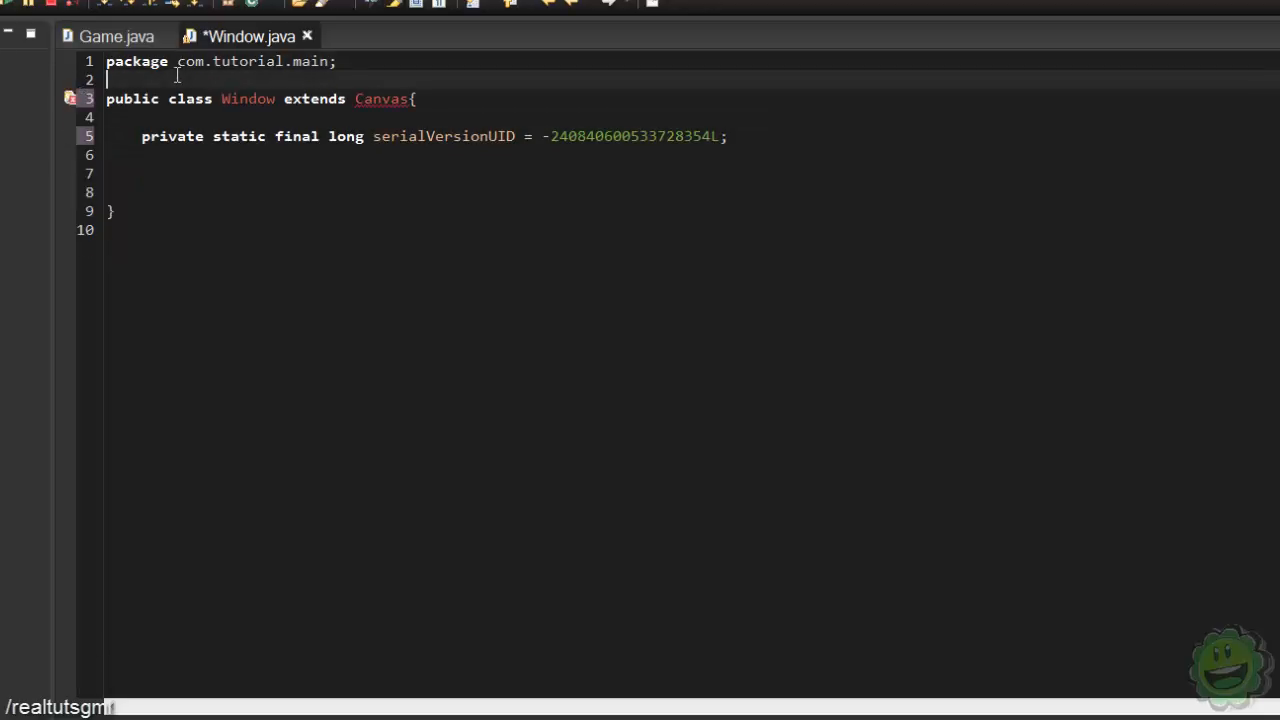 Game.java
*Window.java
1 package com.tutorial.main;
2
3 public class Window extends Canvas{
4
5 private static final long serialVersionUID = -240840600533728354L;
6
7
8
9 }
10
/realtutsgm